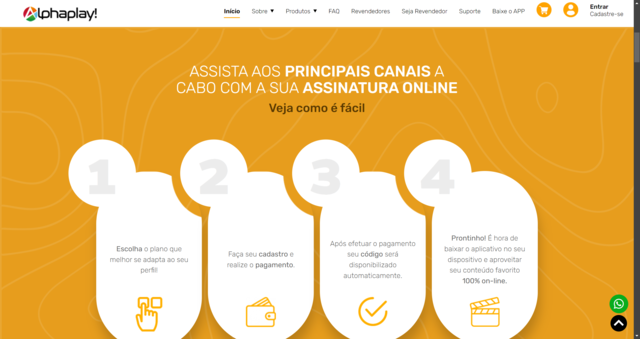 Alphaplay!
Início Sobre Produtos FAQ Revendedores Seja Revendedor Suporte Baixe o APP
Entrar
Cadastre-se
ASSISTA AOS PRINCIPAIS CANAIS A
CABO COM A SUA ASSINATURA ONLINE
Veja como é fácil
1
Escolha o plano que
melhor se adapta ao seu
perfil!
2
Faça seu cadastro e
realize o pagamento.
3
Após efetuar o pagamento
seu código será
disponibilizado
automaticamente.
4
Prontinho! É hora de
baixar o aplicativo no seu
dispositivo e aproveitar
seu conteúdo favorito
100% on-line.